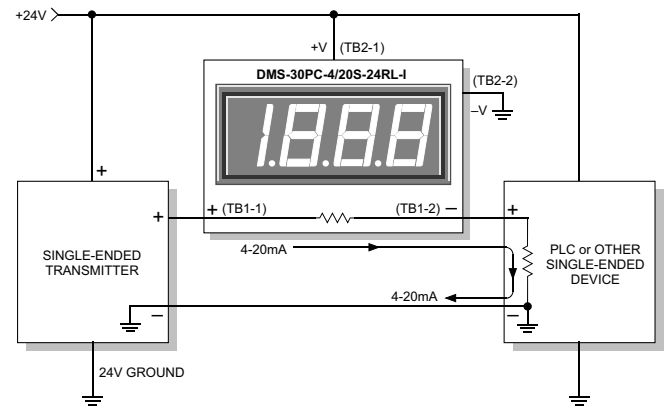 +24V
+V (TB2-1)
DMS-30PC-4/20S-24RL-I
(TB2-2)
–V
1.8.8.8
+
+
+ (TB1-1)
(TB1-2) –
+
SINGLE-ENDED
TRANSMITTER
4-20mA
PLC or OTHER
SINGLE-ENDED
DEVICE
4-20mA
–
–
24V GROUND